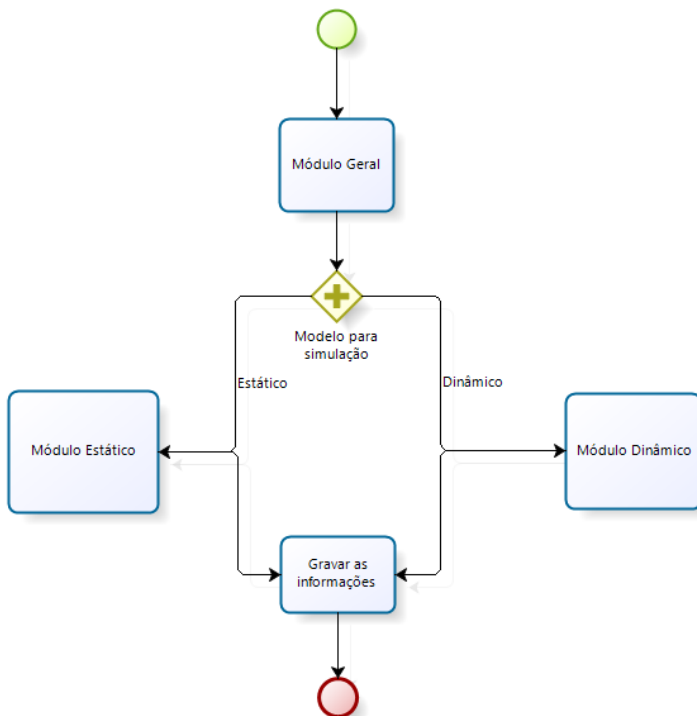 Módulo Geral
Modelo para
simulação
Estático
Dinâmico
Módulo Estático
Módulo Dinâmico
Gravar as
informações